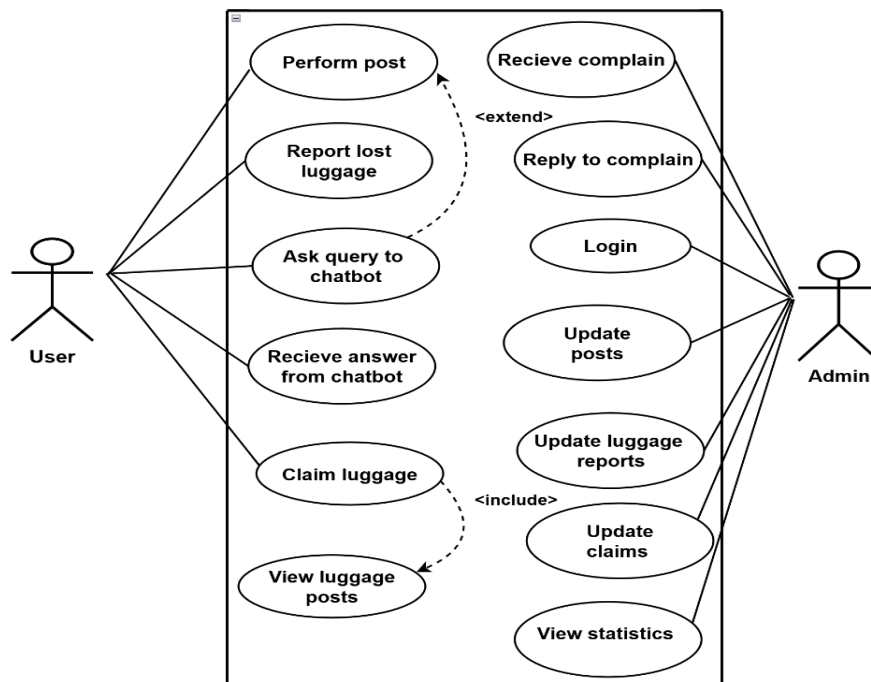 Perform post
Recieve complain
<extend>
Report lost
luggage
Reply to complain
Ask query to
chatbot
Login
User
Admin
Recieve answer
from chatbot
Update
posts
Claim luggage
Update luggage
reports
<include>
View luggage
posts
Update
claims
View statistics